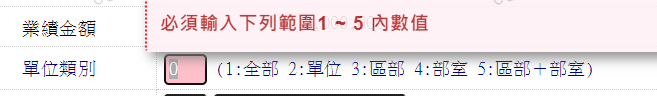 必須輸入下列範圍1 ~ 5 內數值
業績金額
單位類別 0 (1:全部 2:單位 3:區部 4:部室 5:區部＋部室)